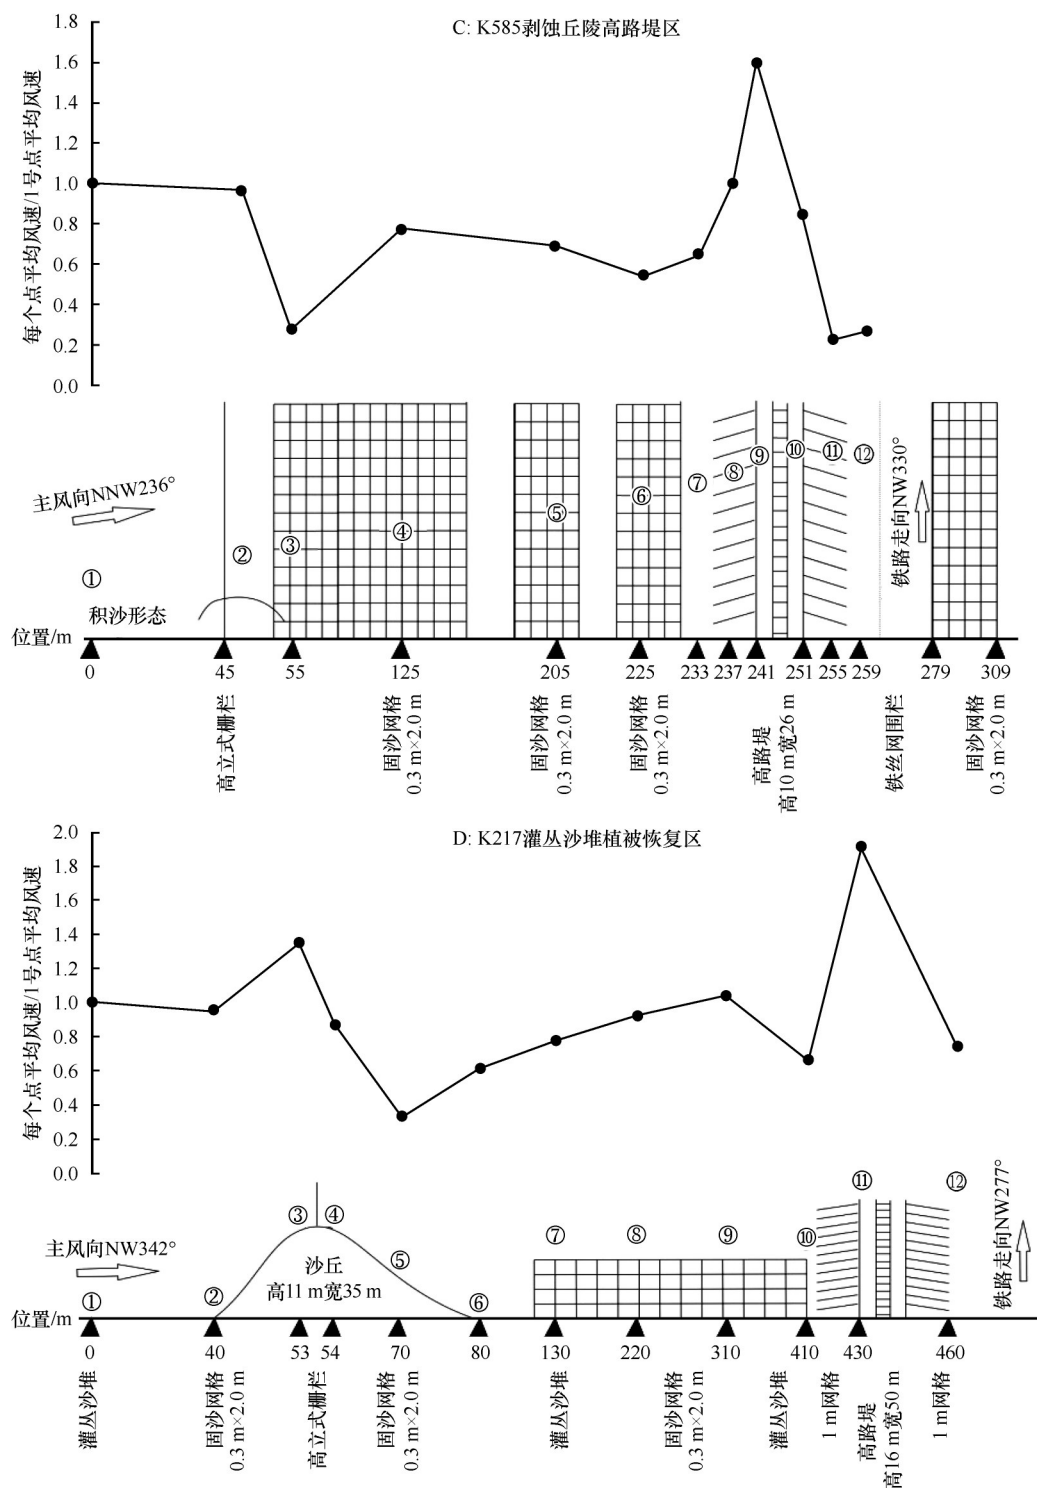 C: K585剥蚀丘陵高路堤区
每个点平均风速/1号点平均风速
1.8
1.6
1.4
1.2
1.0
0.8
0.6
0.4
0.2
0.0
主风向NNW236°
① ② ③ ④ ⑤ ⑥ ⑦ ⑧ ⑨ ⑩ ⑪ ⑫
积沙形态
铁路走向NW330°
位置/m
0 45 55 125 205 225 233 237 241 251 255 259 279 309
高立式栅栏
固沙网格
0.3 m×2.0 m
固沙网格
0.3 m×2.0 m
固沙网格
0.3 m×2.0 m
高路堤
高10 m宽26 m
铁丝网围栏
固沙网格
0.3 m×2.0 m
D: K217灌丛沙堆植被恢复区
每个点平均风速/1号点平均风速
2.0
1.8
1.6
1.4
1.2
1.0
0.8
0.6
0.4
0.2
0.0
主风向NW342°
① ② ③ ④ ⑤ ⑥ ⑦ ⑧ ⑨ ⑩ ⑪ ⑫
沙丘
高11 m宽35 m
铁路走向NW277°
位置/m
0 40 53 54 70 80 130 220 310 410 430 460
灌丛沙堆
固沙网格
0.3 m×2.0 m
高立式栅栏
固沙网格
0.3 m×2.0 m
灌丛沙堆
固沙网格
0.3 m×2.0 m
灌丛沙堆
1 m网格
高路堤
高16 m宽50 m
1 m网格